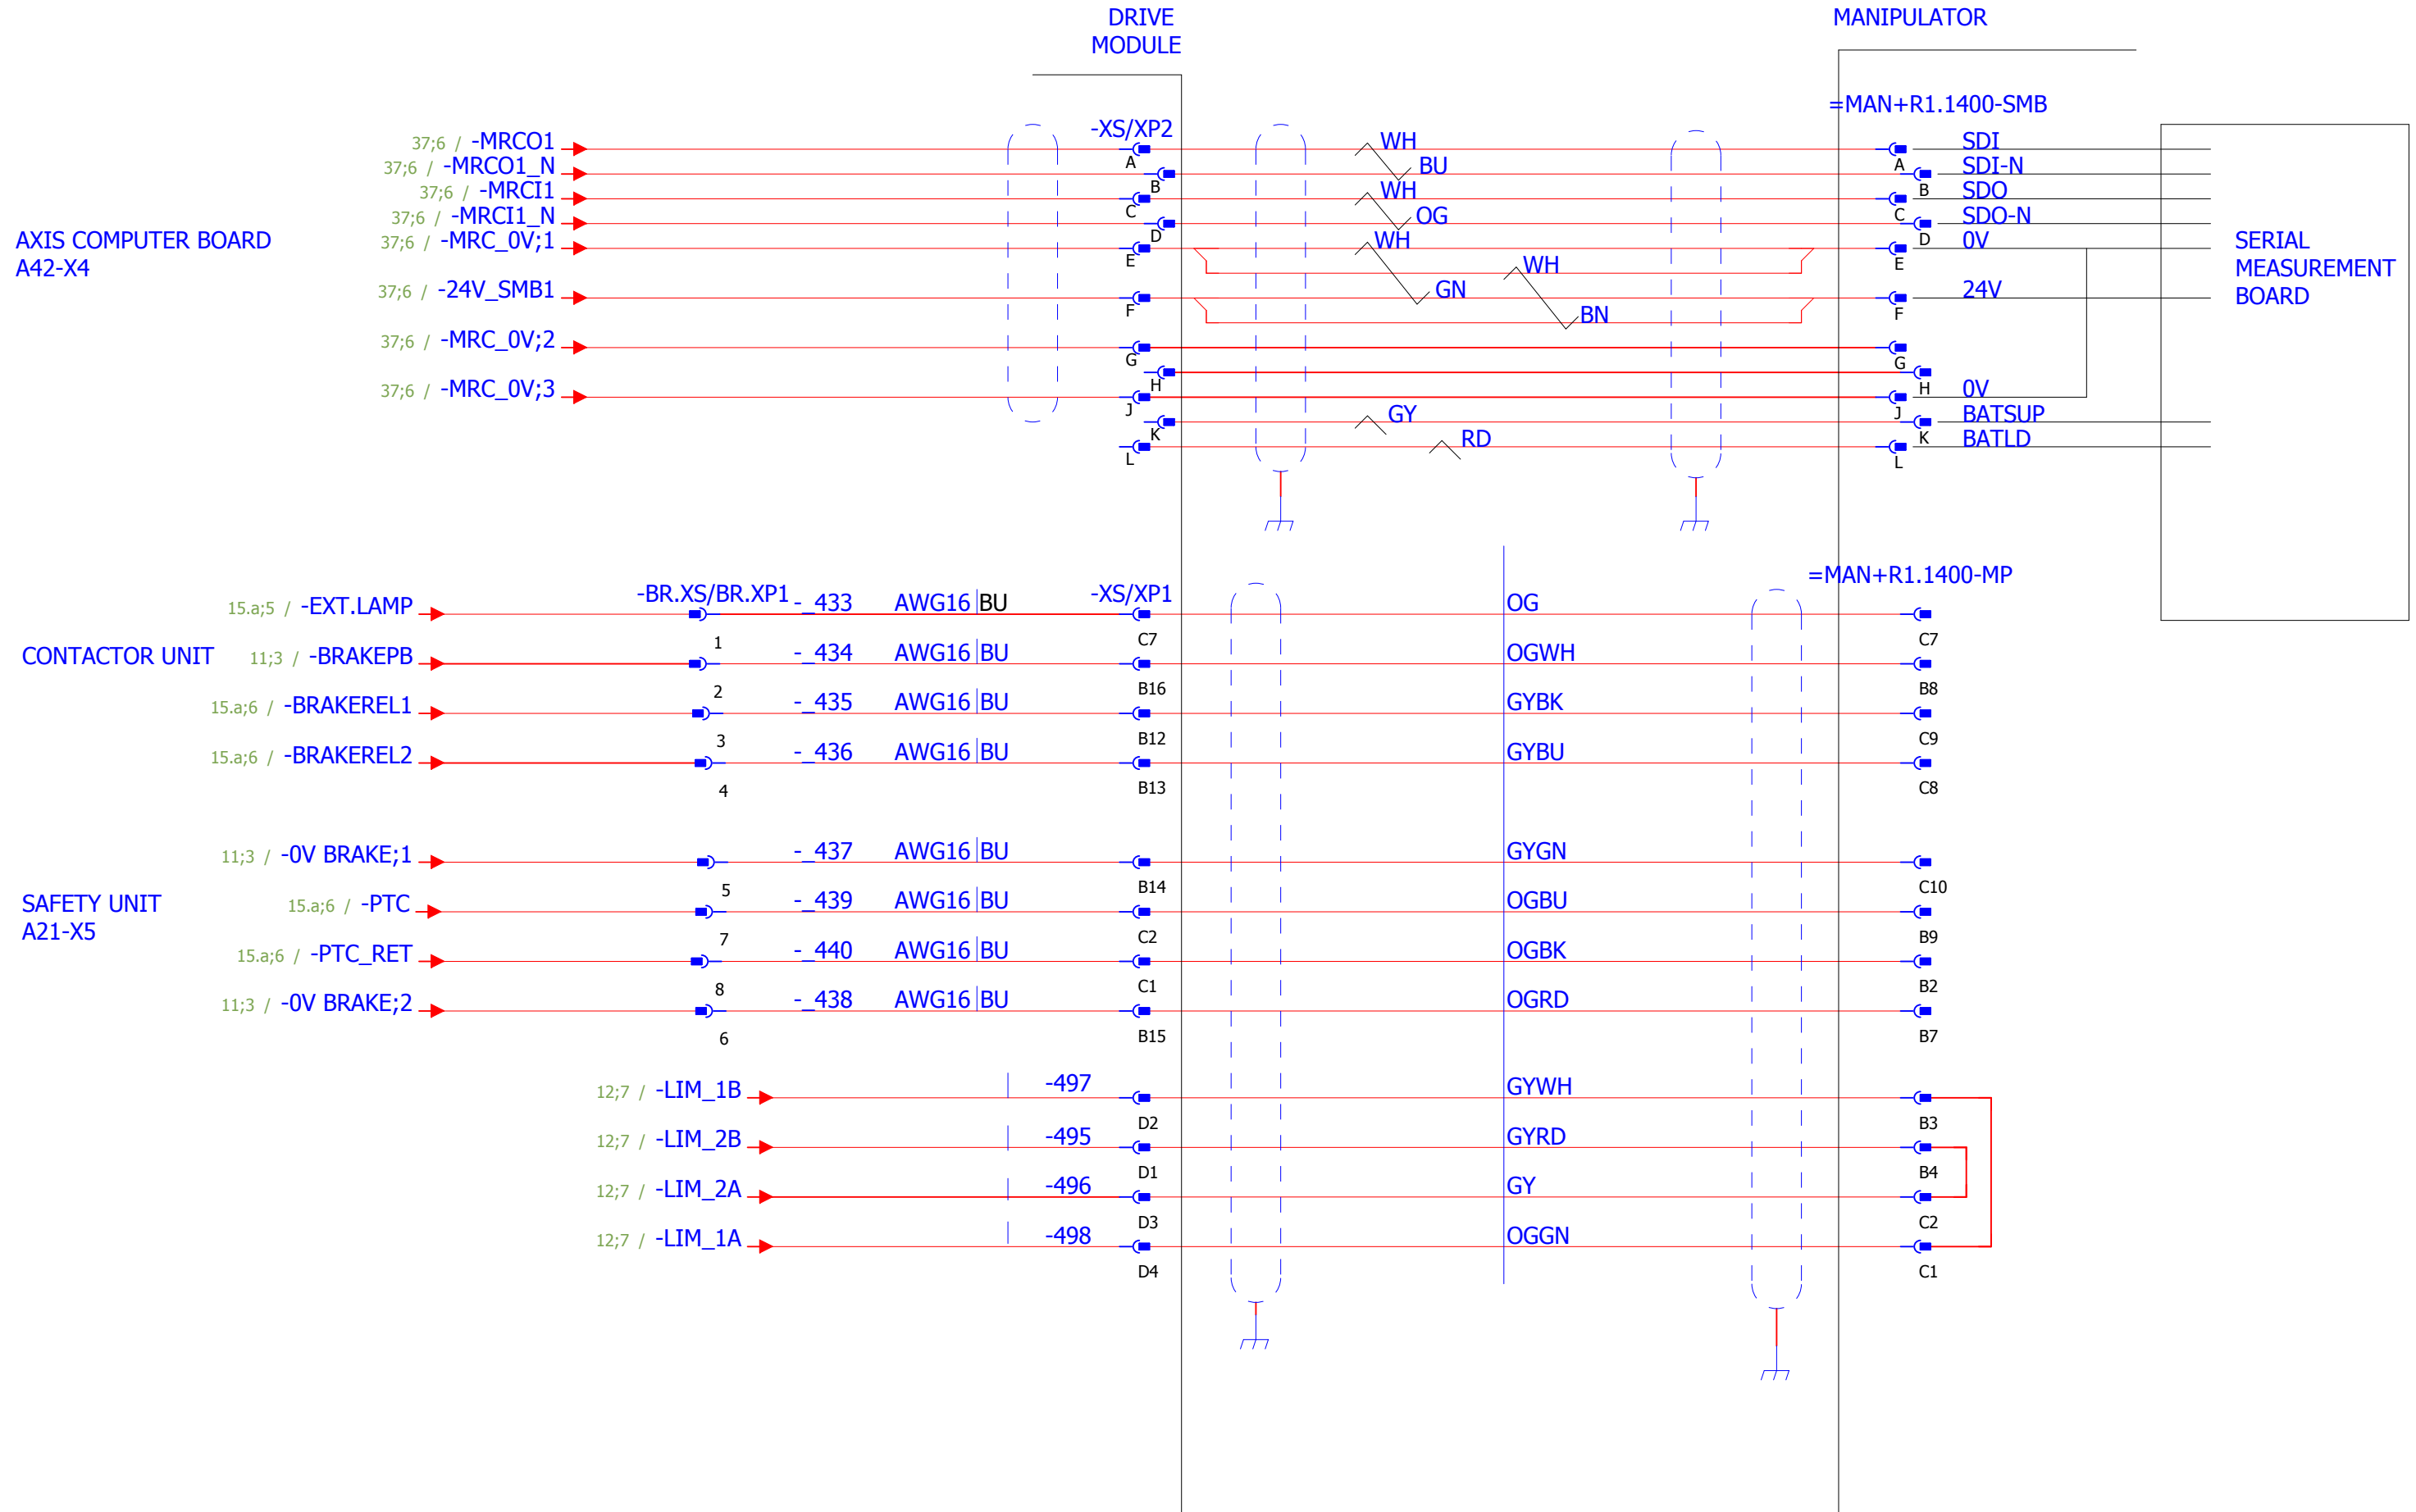 DRIVE
MODULE
MANIPULATOR
=MAN+R1.1400-SMB
37;6 / -MRCO1
-XS/XP2
A
WH
A
SDI
37;6 / -MRCO1_N
B
BU
B
SDI-N
37;6 / -MRCI1
C
WH
C
SDO
37;6 / -MRCI1_N
D
OG
D
SDO-N
AXIS COMPUTER BOARD
A42-X4
37;6 / -MRC_0V;1
E
WH
WH
E
0V
SERIAL
MEASUREMENT
BOARD
37;6 / -24V_SMB1
F
GN
BN
F
24V
37;6 / -MRC_0V;2
G
G
H
H
37;6 / -MRC_0V;3
J
J
0V
K
GY
K
BATSUP
L
RD
L
BATLD
=MAN+R1.1400-MP
15.a;5 / -EXT.LAMP
-BR.XS/BR.XP1
1
-_433 AWG16 BU
-XS/XP1
C7
OG
C7
CONTACTOR UNIT
11;3 / -BRAKEPB
2
-_434 AWG16 BU
B16
OGWH
B8
15.a;6 / -BRAKEREL1
3
-_435 AWG16 BU
B12
GYBK
C9
15.a;6 / -BRAKEREL2
4
-_436 AWG16 BU
B13
GYBU
C8
11;3 / -0V BRAKE;1
5
-_437 AWG16 BU
B14
GYGN
C10
SAFETY UNIT
A21-X5
15.a;6 / -PTC
7
-_439 AWG16 BU
C2
OGBU
B9
15.a;6 / -PTC_RET
8
-_440 AWG16 BU
C1
OGBK
B2
11;3 / -0V BRAKE;2
6
-_438 AWG16 BU
B15
OGRD
B7
12;7 / -LIM_1B
-497
D2
GYWH
B3
12;7 / -LIM_2B
-495
D1
GYRD
B4
12;7 / -LIM_2A
-496
D3
GY
C2
12;7 / -LIM_1A
-498
D4
OGGN
C1